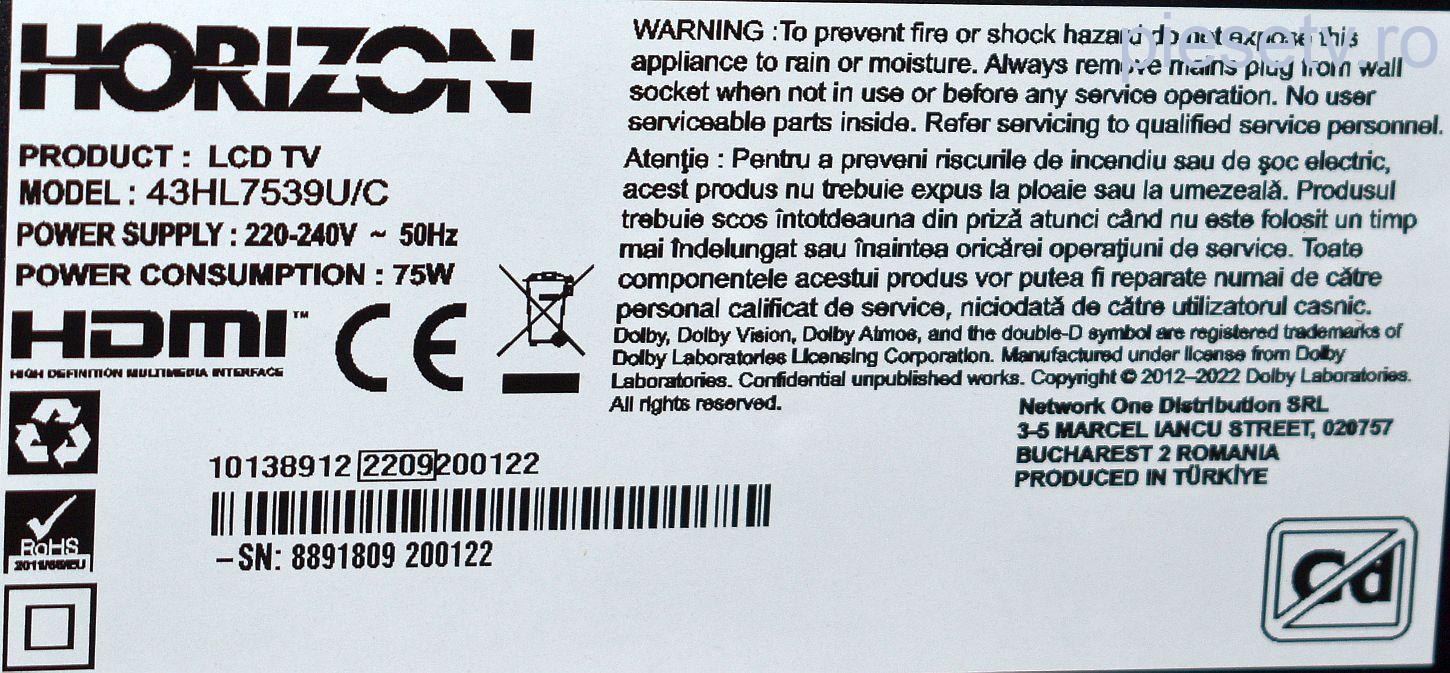 HORIZON
PRODUCT : LCD TV
MODEL : 43HL7539U/C
POWER SUPPLY : 220-240V ~ 50Hz
POWER CONSUMPTION : 75W
HDMI™
HIGH DEFINITION MULTIMEDIA INTERFACE
CE
RoHS
2011/65/EU
10138912 2209 200122
–SN: 8891809 200122
piesetv.ro
WARNING :To prevent fire or shock hazard do not expose this
appliance to rain or moisture. Always remove mains plug from wall
socket when not in use or before any service operation. No user
serviceable parts inside. Refer servicing to qualified service personnel.
Atenţie : Pentru a preveni riscurile de incendiu sau de şoc electric,
acest produs nu trebuie expus la ploaie sau la umezeală. Produsul
trebuie scos întotdeauna din priză atunci când nu este folosit un timp
mai îndelungat sau înaintea oricărei operaţiuni de service. Toate
componentele acestui produs vor putea fi reparate numai de către
personal calificat de service, niciodată de către utilizatorul casnic.
Dolby, Dolby Vision, Dolby Atmos, and the double-D symbol are registered trademarks of
Dolby Laboratories Licensing Corporation. Manufactured under license from Dolby
Laboratories. Confidential unpublished works. Copyright © 2012–2022 Dolby Laboratories.
All rights reserved.
Network One Distribution SRL
3-5 MARCEL IANCU STREET, 020757
BUCHAREST 2 ROMANIA
PRODUCED IN TÜRKİYE
Cd